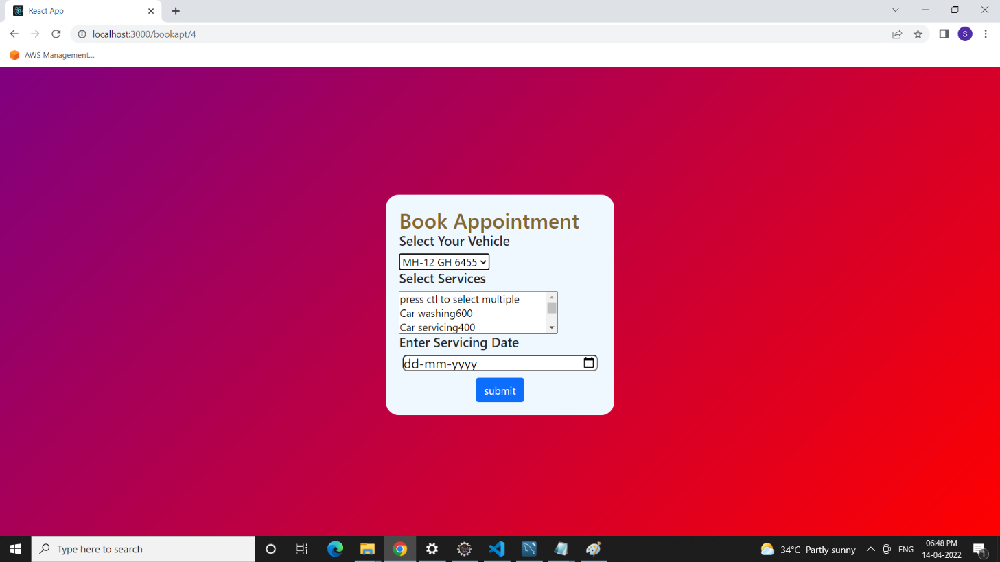 React App
localhost:3000/bookapt/4
S
AWS Management...
Book Appointment
Select Your Vehicle
MH-12 GH 6455
Select Services
press ctl to select multiple
Car washing600
Car servicing400
Enter Servicing Date
dd-mm-yyyy
submit
Type here to search
34°C Partly sunny
ENG
06:48 PM
14-04-2022
1